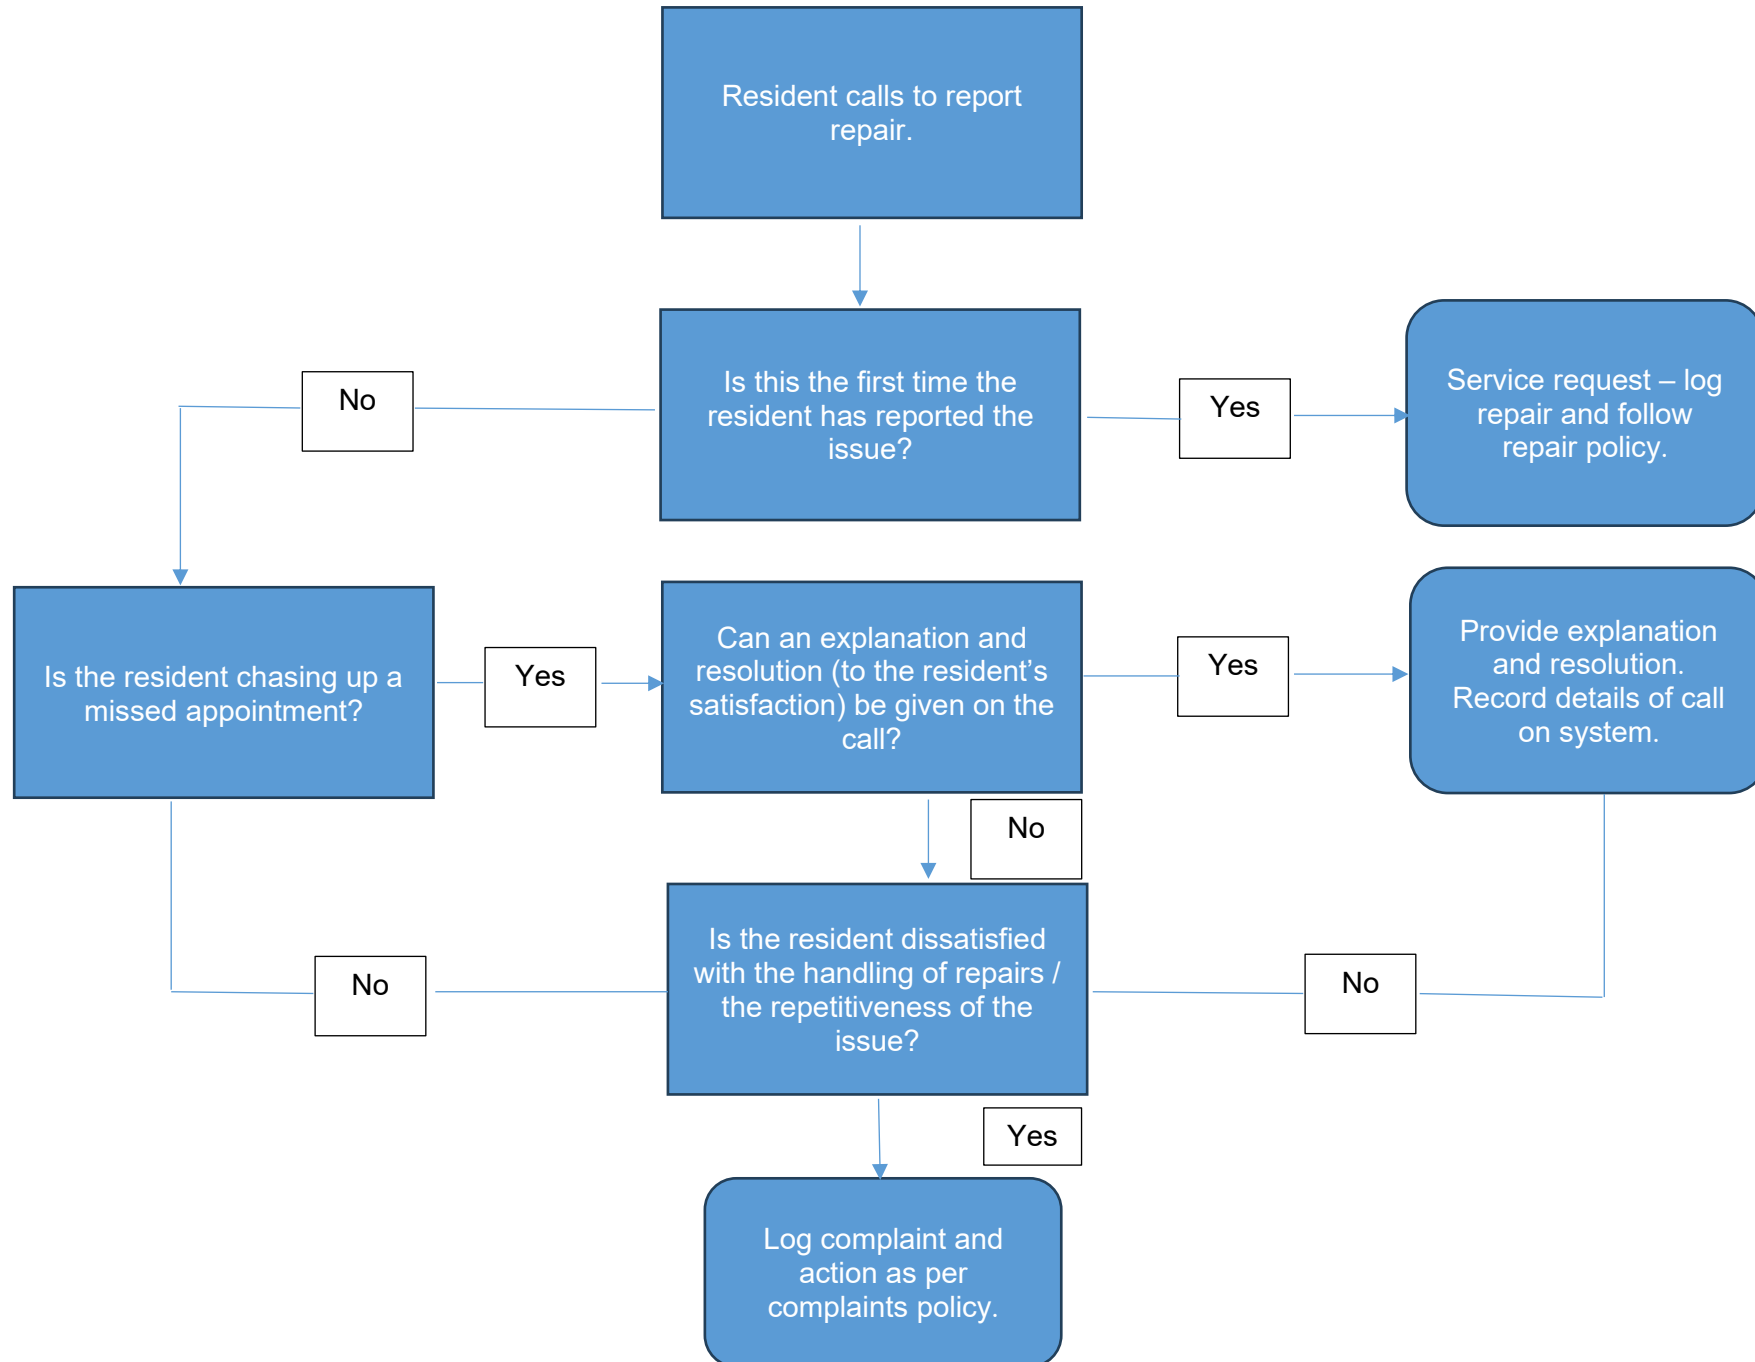 Resident calls to report
repair.
No
Is this the first time the
resident has reported the
issue?
Yes
Service request – log
repair and follow
repair policy.
Is the resident chasing up a
missed appointment?
Yes
Can an explanation and
resolution (to the resident’s
satisfaction) be given on the
call?
Yes
Provide explanation
and resolution.
Record details of call
on system.
No
No
Is the resident dissatisfied
with the handling of repairs /
the repetitiveness of the
issue?
No
Yes
Log complaint and
action as per
complaints policy.